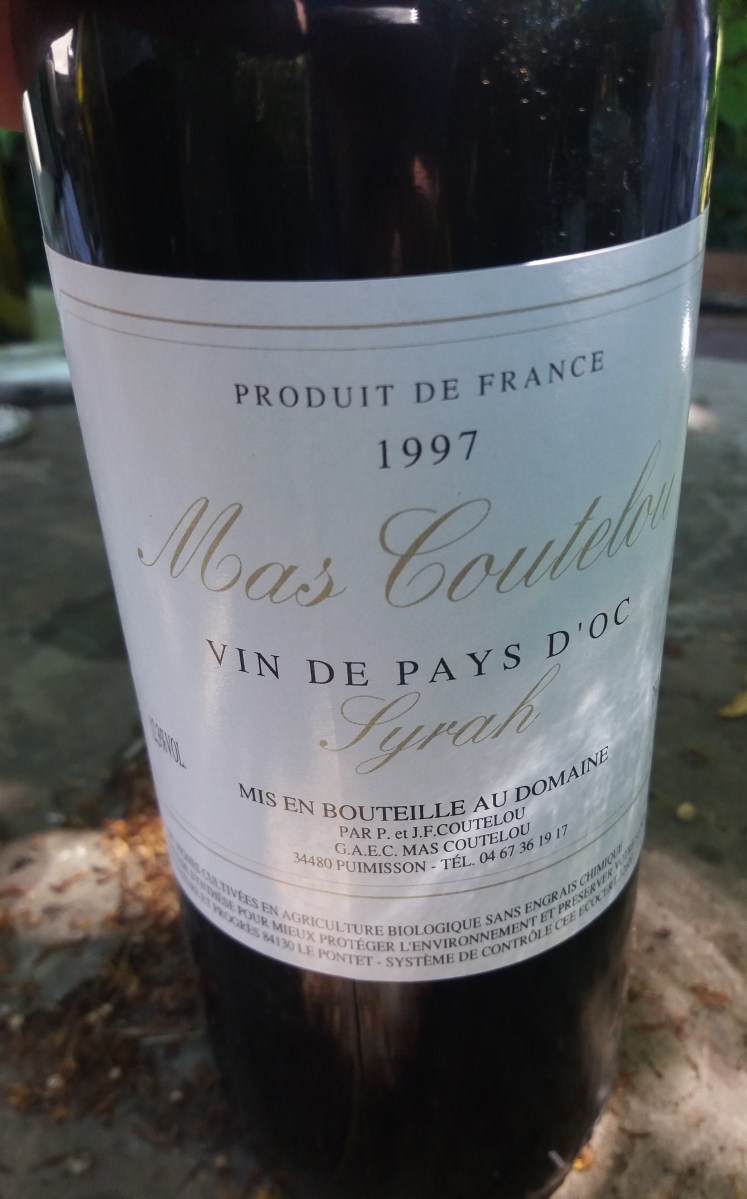 PRODUIT DE FRANCE
1997
Mas Coutelou
VIN DE PAYS D'OC
Syrah
MIS EN BOUTEILLE AU DOMAINE
PAR P. et J.F.COUTELOU
G.A.E.C. MAS COUTELOU
34480 PUIMISSON - TÉL. 04 67 36 19 17
CULTIVÉES EN AGRICULTURE BIOLOGIQUE SANS ENGRAIS CHIMIQUE
POUR MIEUX PROTÉGER L'ENVIRONNEMENT ET PRÉSERVER
ET PROGRÈS 84130 LE PONTET - SYSTÈME DE CONTRÔLE CEE ECOCERT